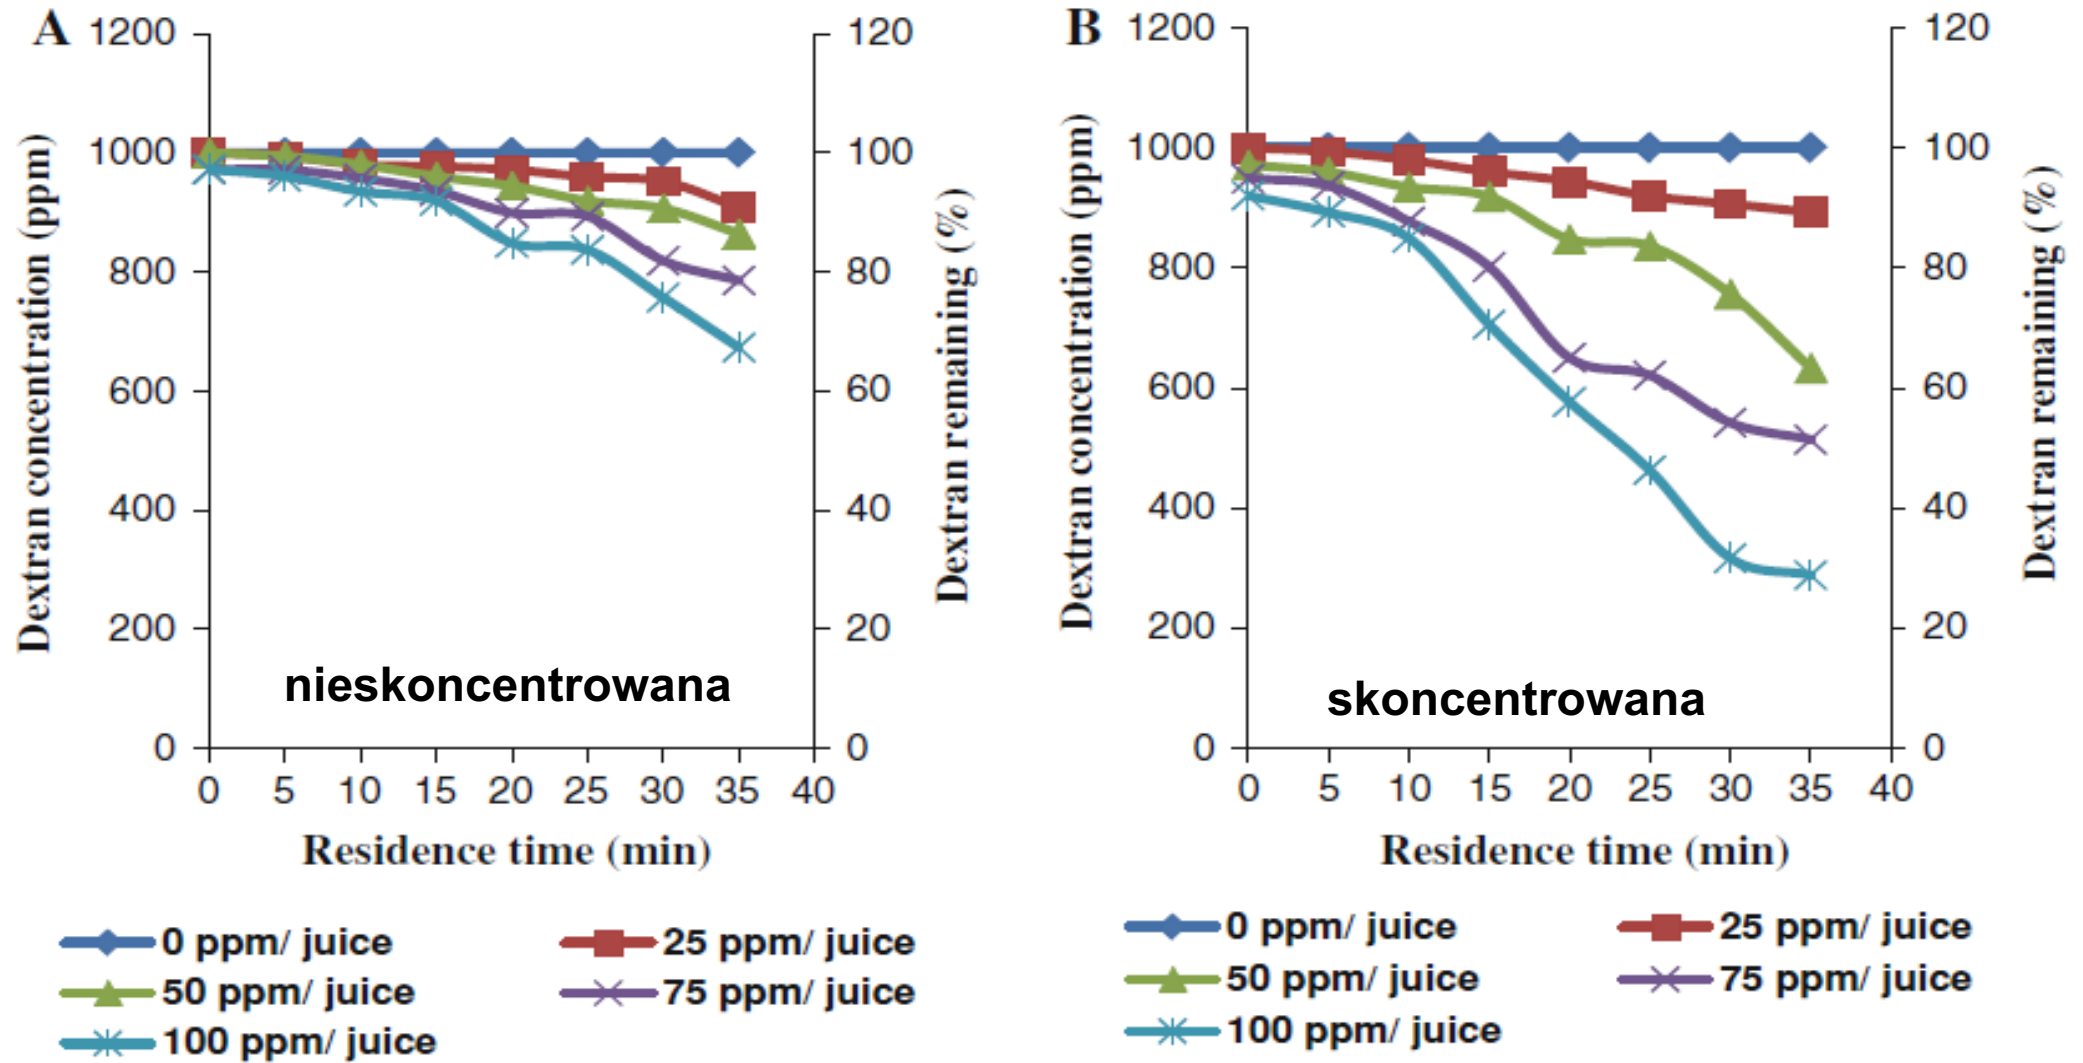 A
1200
1000
800
600
400
200
0
120
100
80
60
40
20
0
Dextran concentration (ppm)
Dextran remaining (%)
nieskoncentrowana
0 5 10 15 20 25 30 35 40
Residence time (min)
0 ppm/ juice
25 ppm/ juice
50 ppm/ juice
75 ppm/ juice
100 ppm/ juice
B
1200
1000
800
600
400
200
0
120
100
80
60
40
20
0
Dextran concentration (ppm)
Dextran remaining (%)
skoncentrowana
0 5 10 15 20 25 30 35 40
Residence time (min)
0 ppm/ juice
25 ppm/ juice
50 ppm/ juice
75 ppm/ juice
100 ppm/ juice